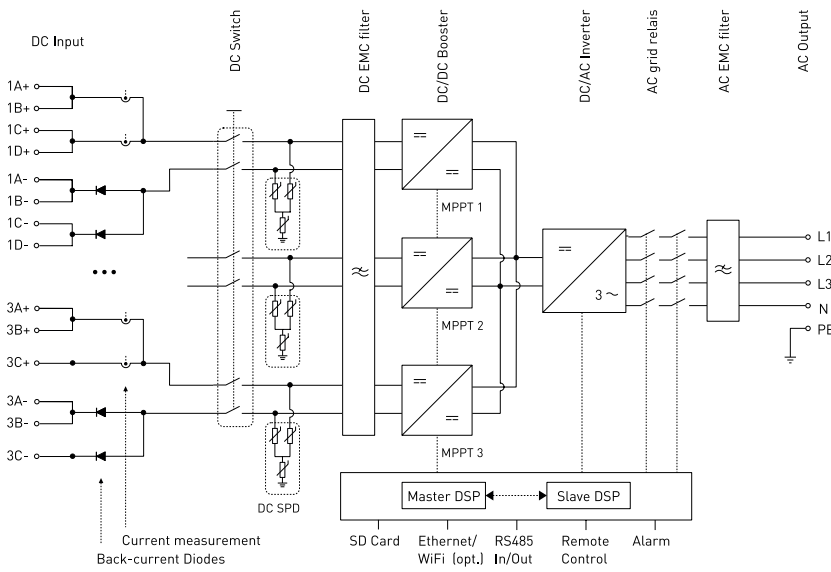 DC Input
DC Switch
DC EMC filter
DC/DC Booster
DC/AC Inverter
AC grid relais
AC EMC filter
AC Output
1A+
1B+
1C+
1D+
1A-
1B-
1C-
1D-
3A+
3B+
3C+
3A-
3B-
3C-
MPPT 1
MPPT 2
MPPT 3
3 ~
L1
L2
L3
N
PE
DC SPD
Master DSP
Slave DSP
Current measurement
Back-current Diodes
SD Card
Ethernet/
WiFi (opt.)
RS485
In/Out
Remote
Control
Alarm